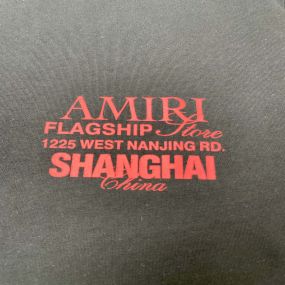 AMIRI
FLAGSHIP Store
1225 WEST NANJING RD.
SHANGHAI
China